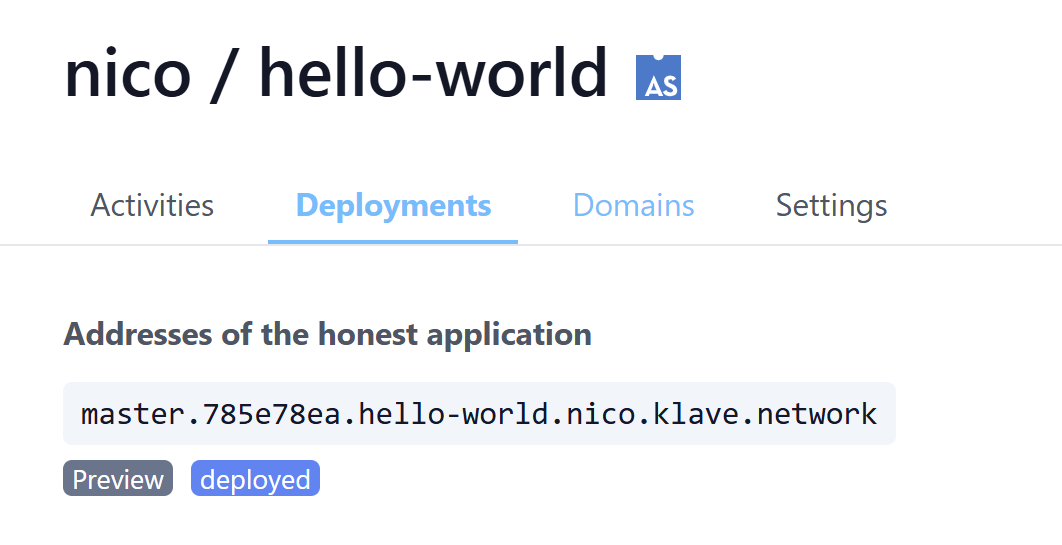 nico / hello-world AS
Activities Deployments Domains Settings
Addresses of the honest application
master.785e78ea.hello-world.nico.klave.network
Preview deployed